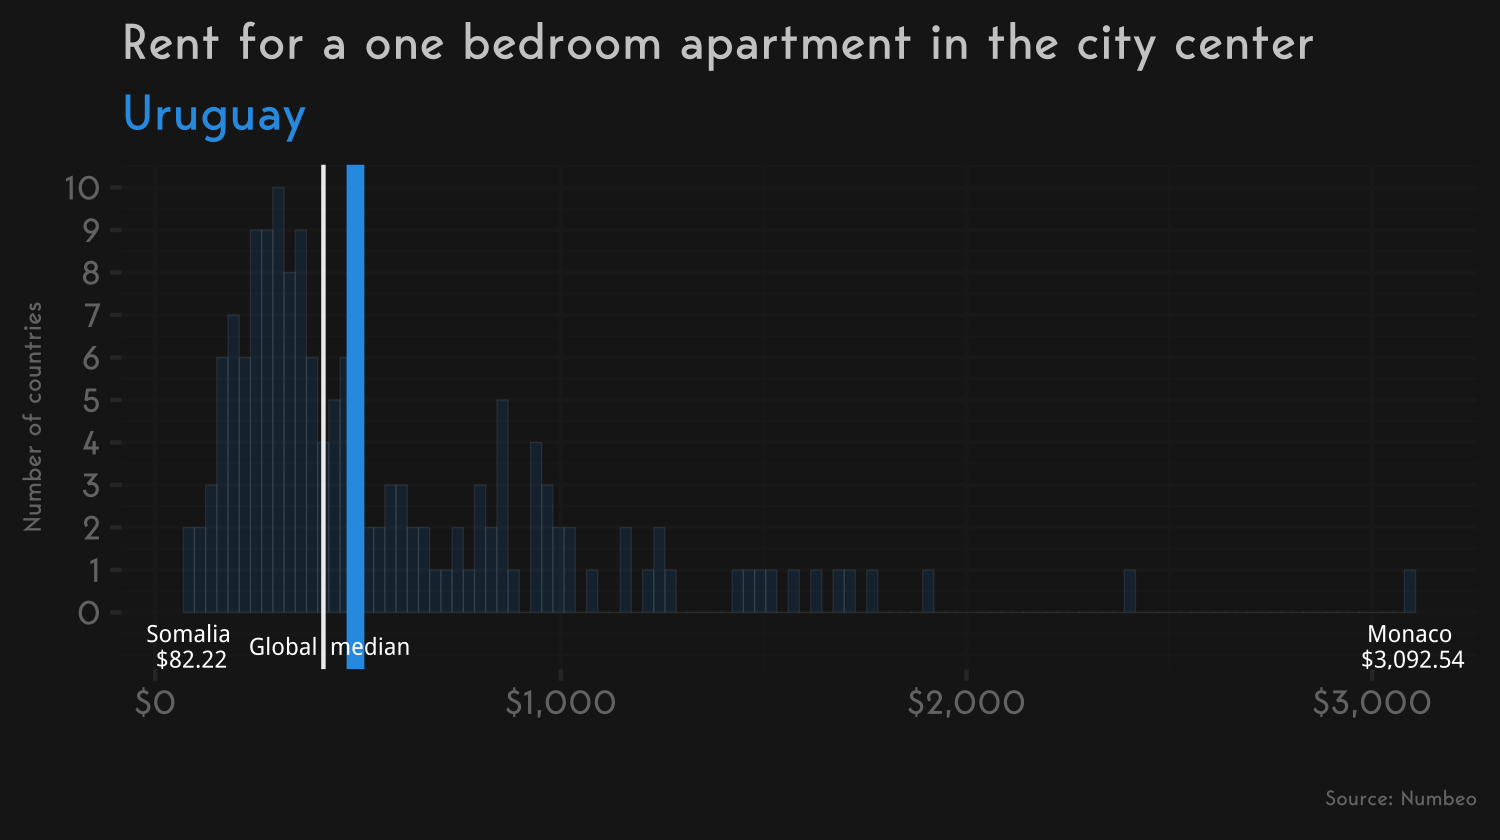 Rent for a one bedroom apartment in the city center
Uruguay
Number of countries
10
9
8
7
6
5
4
3
2
1
0
Somalia
$82.22
Global median
Monaco
$3,092.54
$0
$1,000
$2,000
$3,000
Source: Numbeo